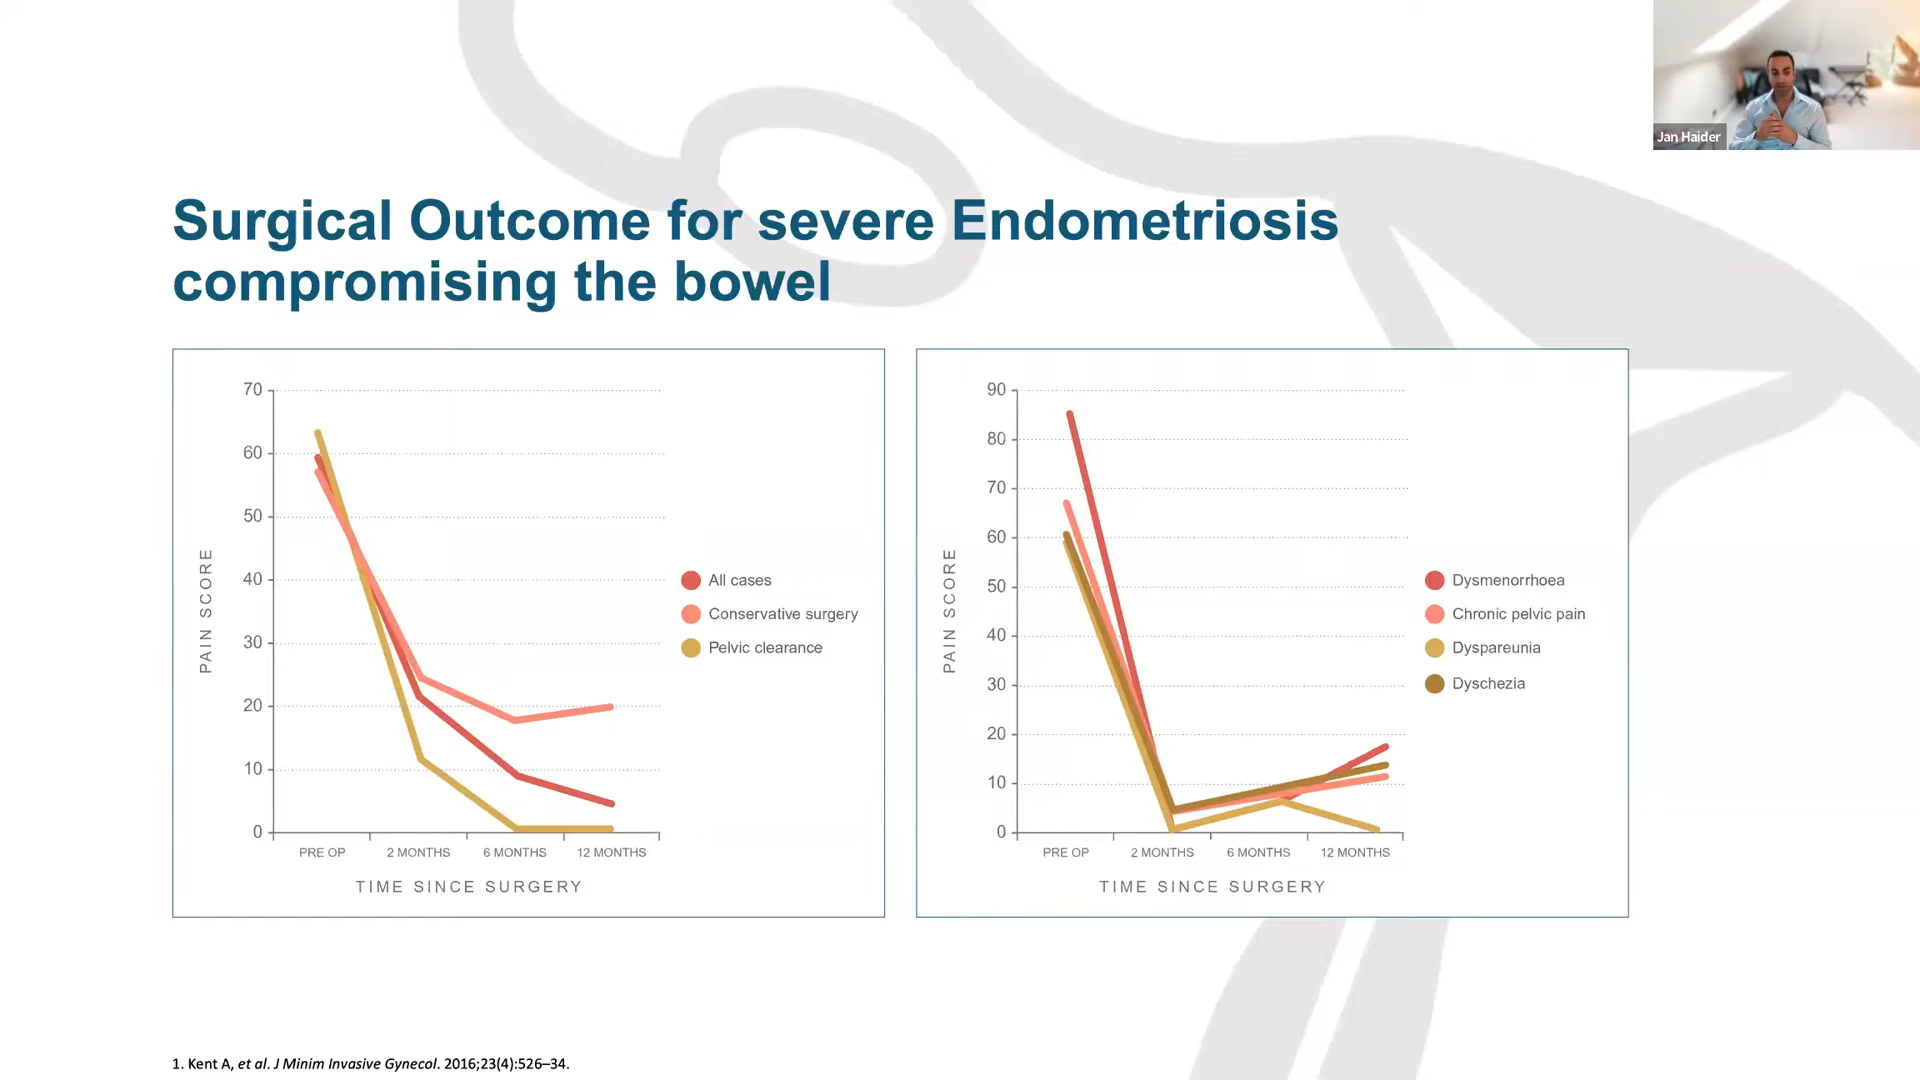 Jan Haider
Surgical Outcome for severe Endometriosis
compromising the bowel
70
60
50
40
30
20
10
0
PAIN SCORE
PRE OP
2 MONTHS
6 MONTHS
12 MONTHS
TIME SINCE SURGERY
All cases
Conservative surgery
Pelvic clearance
90
80
70
60
50
40
30
20
10
0
PAIN SCORE
PRE OP
2 MONTHS
6 MONTHS
12 MONTHS
TIME SINCE SURGERY
Dysmenorrhoea
Chronic pelvic pain
Dyspareunia
Dyschezia
1. Kent A, et al. J Minim Invasive Gynecol. 2016;23(4):526–34.